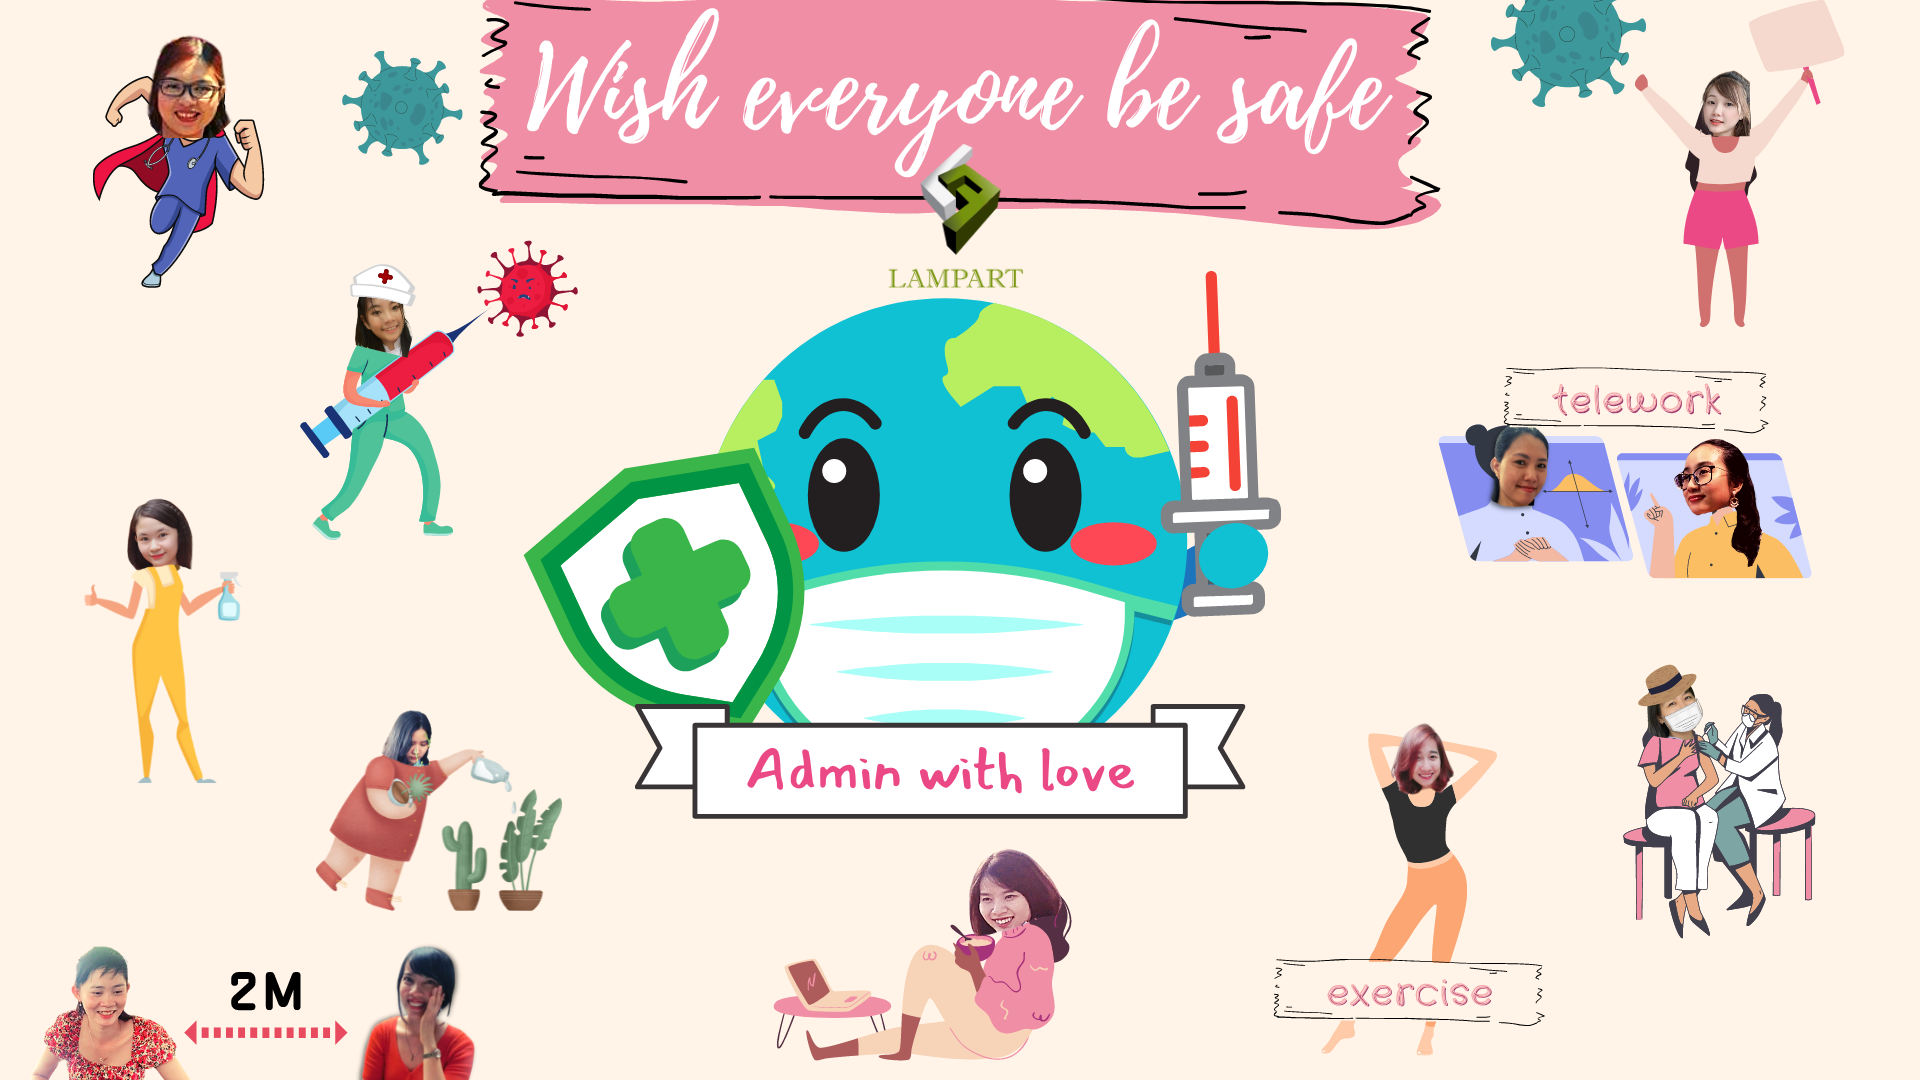 Wish everyone be safe
LAMPART
telework
Admin with love
2M
exercise